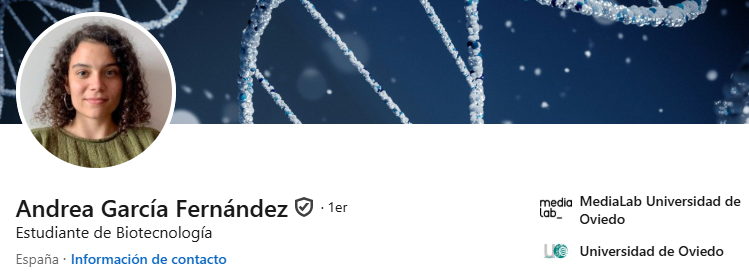 Andrea García Fernández · 1er
Estudiante de Biotecnología
España · Información de contacto
media
lab_
MediaLab Universidad de
Oviedo
Universidad de Oviedo